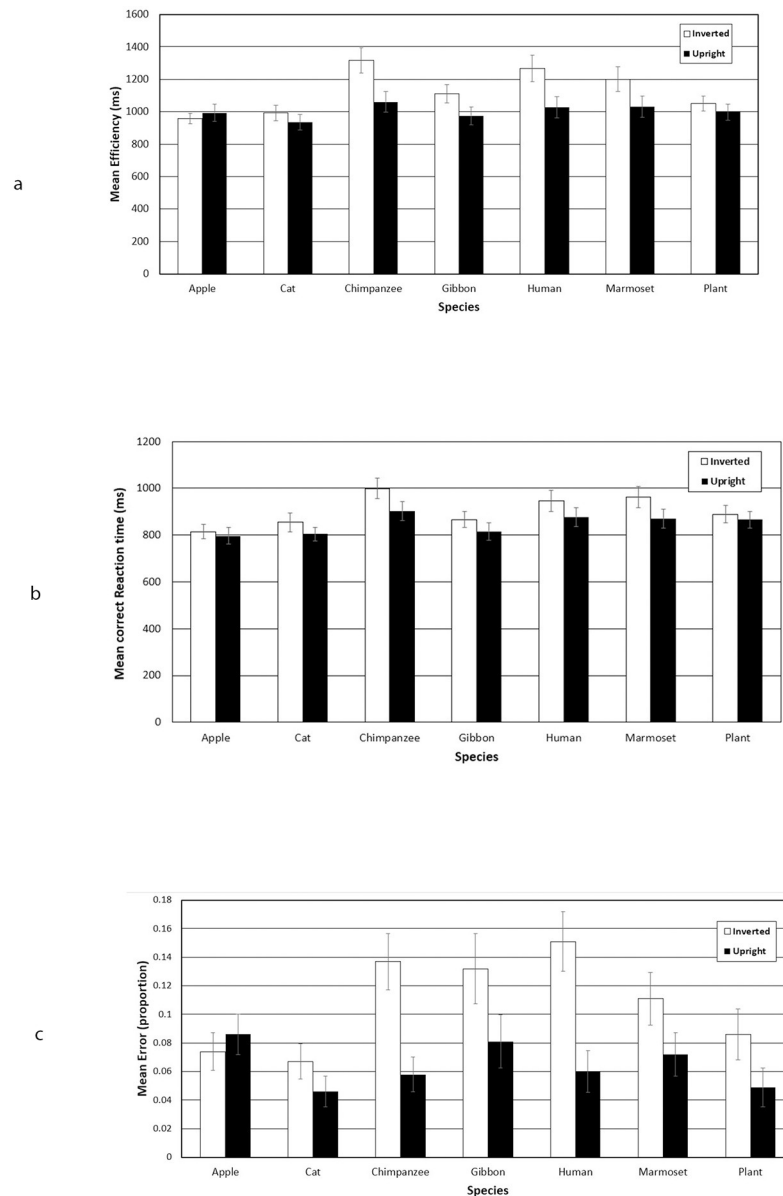 a
Mean Efficiency (ms)
1600
1400
1200
1000
800
600
400
200
0
Inverted
Upright
Apple Cat Chimpanzee Gibbon Human Marmoset Plant
Species
b
Mean correct Reaction time (ms)
1200
1000
800
600
400
200
0
Inverted
Upright
Apple Cat Chimpanzee Gibbon Human Marmoset Plant
Species
c
Mean Error (proportion)
0.18
0.16
0.14
0.12
0.1
0.08
0.06
0.04
0.02
0
Inverted
Upright
Apple Cat Chimpanzee Gibbon Human Marmoset Plant
Species